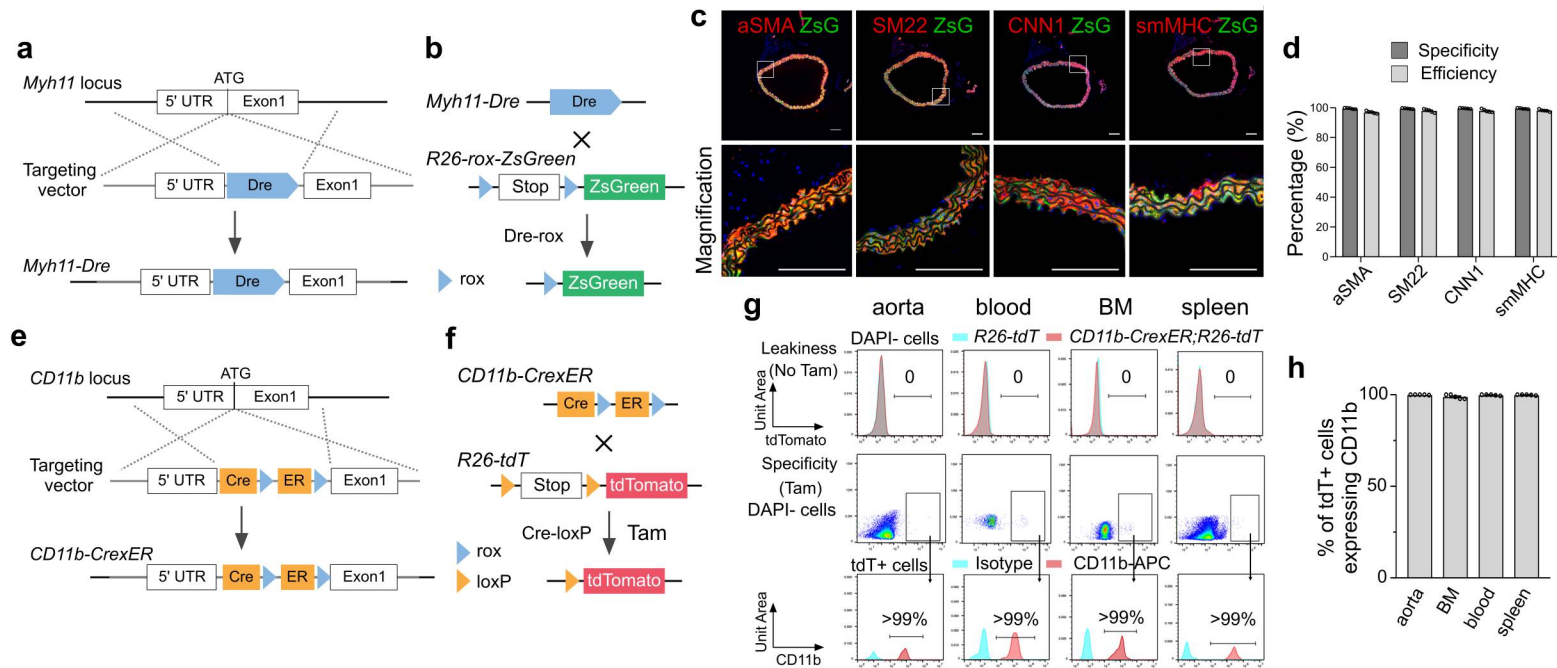 a
Myh11 locus
ATG
5' UTR
Exon1
Targeting
vector
5' UTR
Dre
Exon1
Myh11-Dre
5' UTR
Dre
Exon1
b
Myh11-Dre
Dre
R26-rox-ZsGreen
Stop
ZsGreen
Dre-rox
rox
ZsGreen
c
aSMA ZsG
SM22 ZsG
CNN1 ZsG
smMHC ZsG
Magnification
d
Specificity
Efficiency
Percentage (%)
100
80
60
40
20
0
aSMA
SM22
CNN1
smMHC
e
CD11b locus
ATG
5' UTR
Exon1
Targeting
vector
5' UTR
Cre
ER
Exon1
CD11b-CrexER
5' UTR
Cre
ER
Exon1
f
CD11b-CrexER
Cre
ER
R26-tdT
Stop
tdTomato
Cre-loxP
Tam
rox
loxP
tdTomato
g
aorta
blood
BM
spleen
DAPI- cells
R26-tdT
CD11b-CrexER;R26-tdT
Leakiness
(No Tam)
Unit Area
tdTomato
0
0
0
0
Specificity
(Tam)
DAPI- cells
tdT+ cells
Isotype
CD11b-APC
Unit Area
CD11b
>99%
>99%
>99%
>99%
h
% of tdT+ cells
expressing CD11b
100
50
0
aorta
BM
blood
spleen